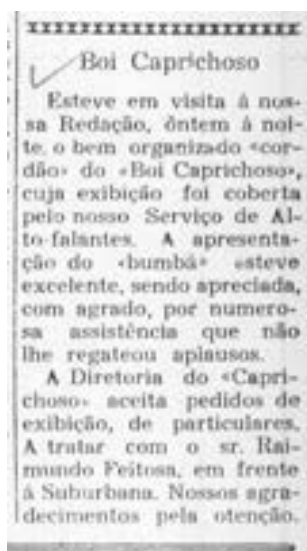 Boi Caprichoso
Esteve em visita á nos-
sa Redação, ôntem á noi-
te, o bem organizado «cor-
dão» do «Boi Caprichoso»,
cuja exibição foi coberta
pelo nosso Serviço de Al-
to-falantes. A apresenta-
ção do «bumbá» esteve
excelente, sendo apreciada,
com agrado, por numero-
sa assistência que não
lhe regateou aplausos.
A Diretoria do «Capri-
choso» aceita pedidos de
exibição, de particulares.
A tratar com o sr. Rai-
mundo Feitosa, em frente
á Suburbana. Nossos agra-
decimentos pela otenção.